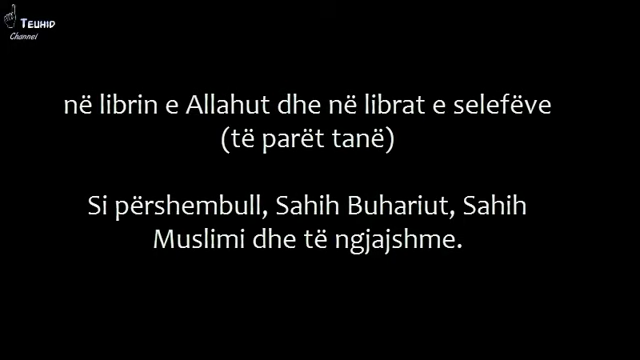 Teuhid
Channel
në librin e Allahut dhe në librat e selefëve
(të parët tanë)
Si përshembull, Sahih Buhariut, Sahih
Muslimi dhe të ngjajshme.